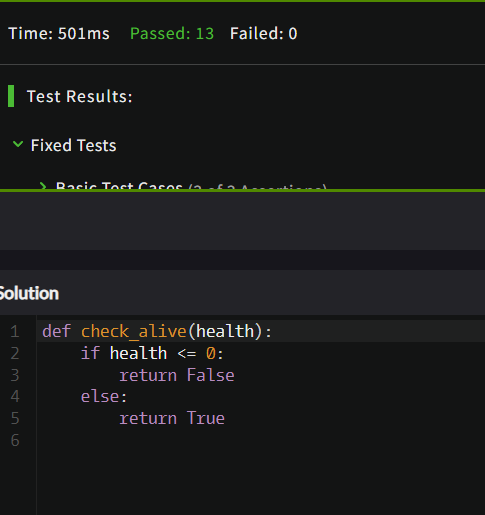 Time: 501ms Passed: 13 Failed: 0
Test Results:
Fixed Tests
Basic Test Cases
Solution
1 def check_alive(health):
2     if health <= 0:
3         return False
4     else:
5         return True
6